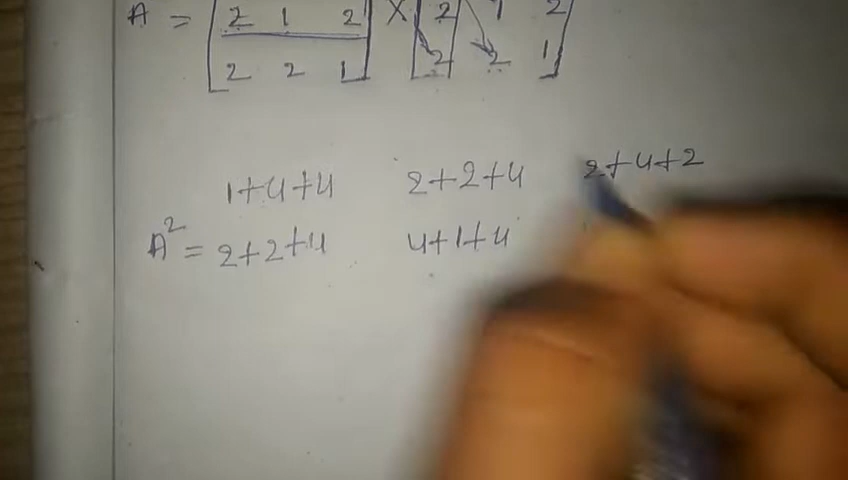 A = [ 2 1 2 ] × [ 2 1 2 ]
2 2 1 2 2 1
1+4+4 2+2+4 2+4+2
A² = 2+2+4 4+1+4